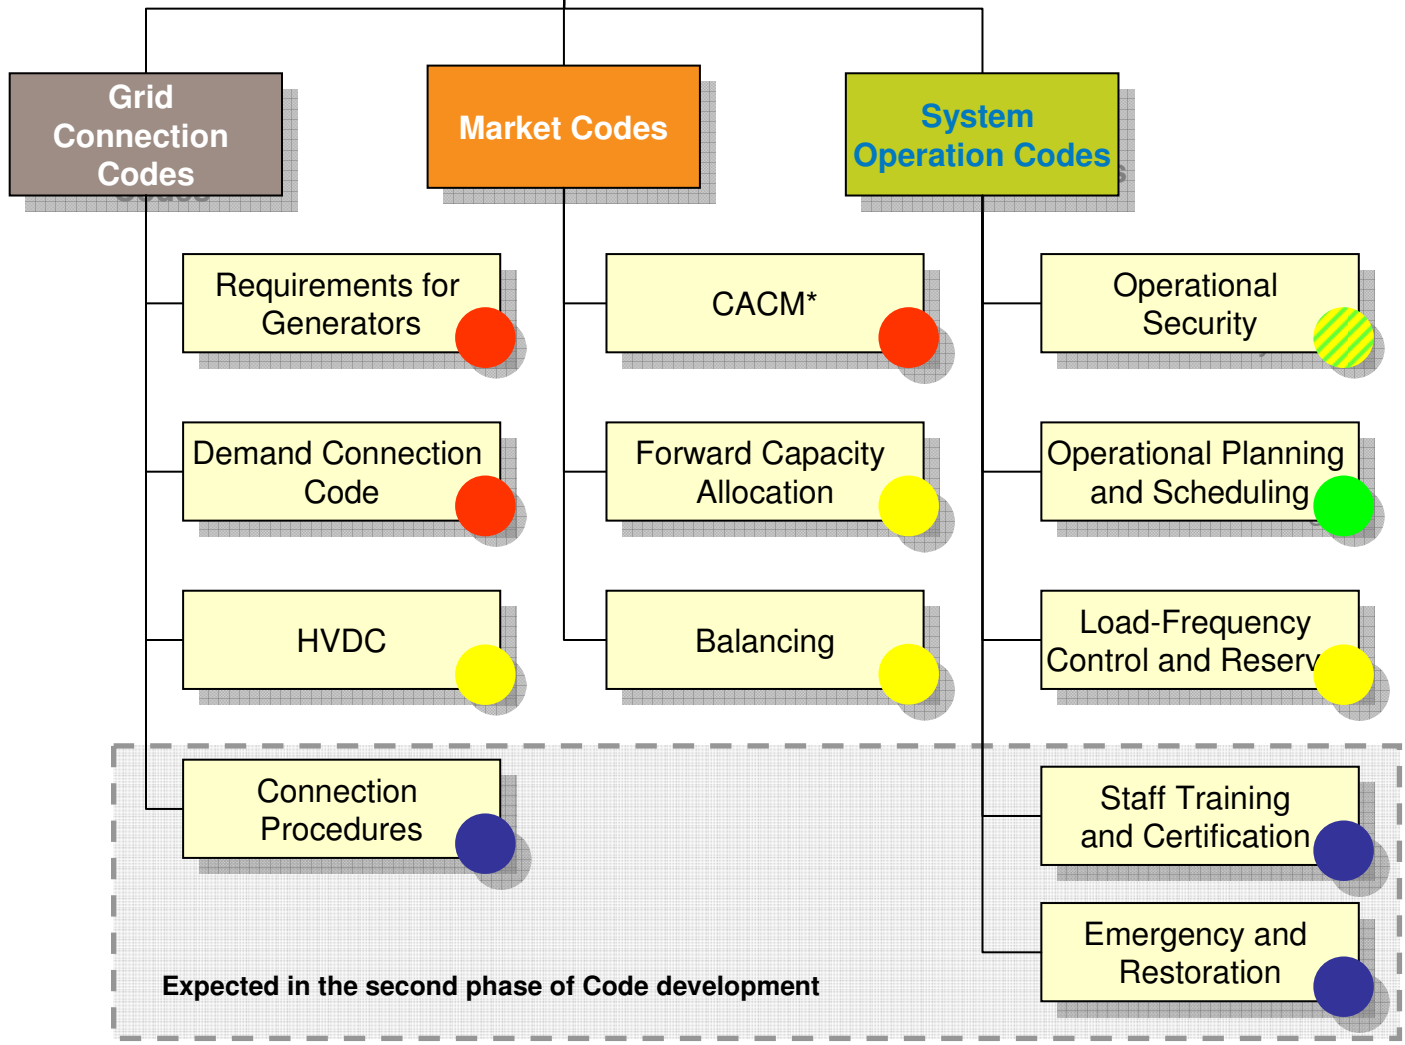 Grid
Connection
Codes
Market Codes
System
Operation Codes
Requirements for
Generators
CACM*
Operational
Security
Demand Connection
Code
Forward Capacity
Allocation
Operational Planning
and Scheduling
HVDC
Balancing
Load-Frequency
Control and Reserv
Connection
Procedures
Staff Training
and Certification
Emergency and
Restoration
Expected in the second phase of Code development